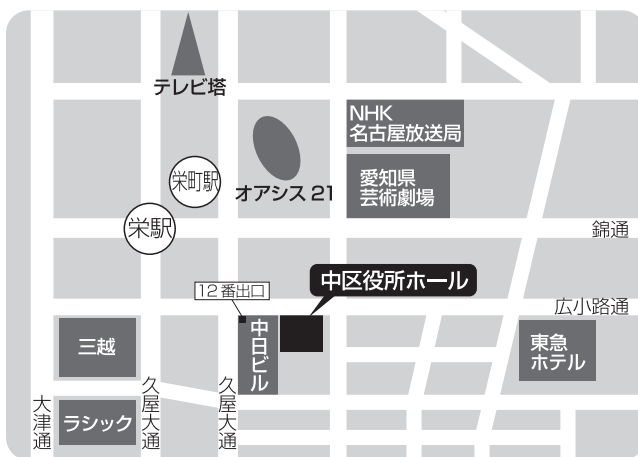 テレビ塔
NHK
名古屋放送局
栄町駅
オアシス21
愛知県
芸術劇場
栄駅
錦通
中区役所ホール
12番出口
広小路通
三越
中日ビル
東急
ホテル
大津通
ラシック
久屋大通
久屋大通